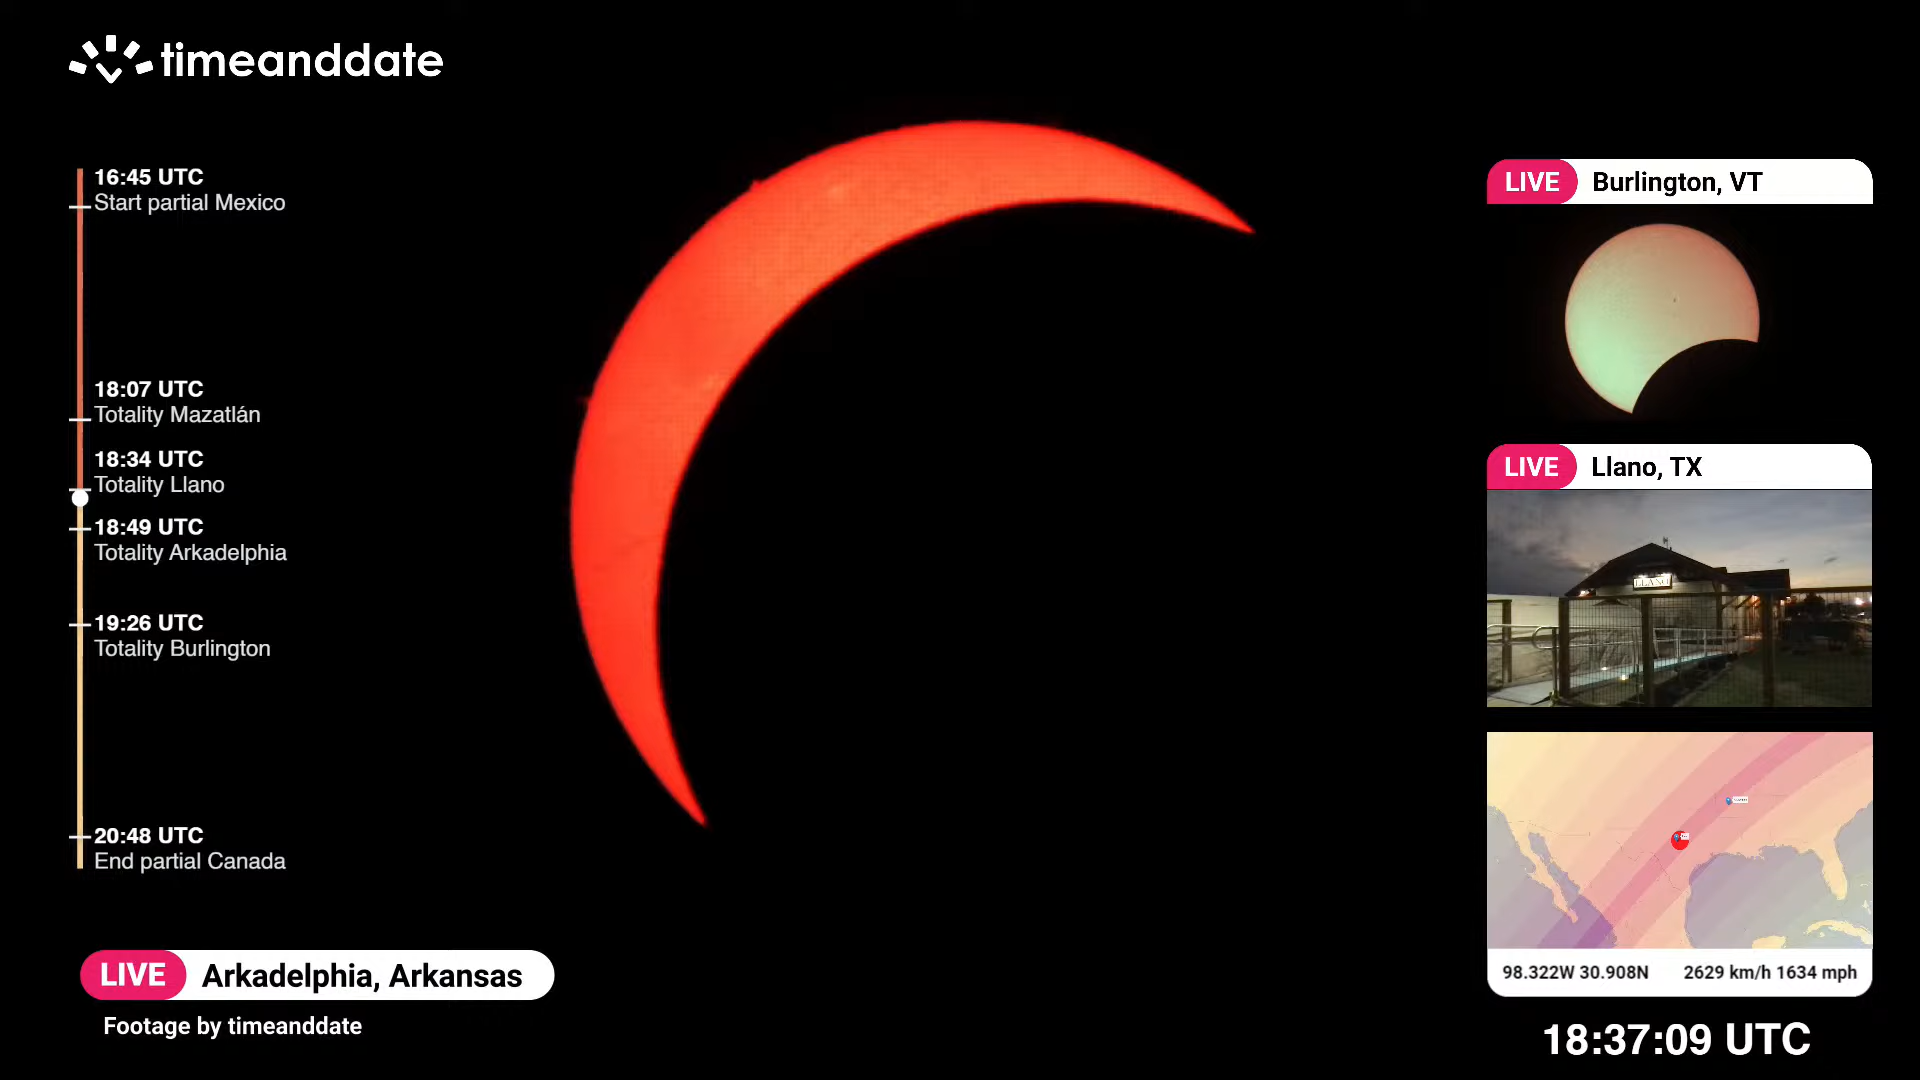 timeanddate
16:45 UTC
Start partial Mexico
18:07 UTC
Totality Mazatlán
18:34 UTC
Totality Llano
18:49 UTC
Totality Arkadelphia
19:26 UTC
Totality Burlington
20:48 UTC
End partial Canada
LIVE Arkadelphia, Arkansas
Footage by timeanddate
LIVE Burlington, VT
LIVE Llano, TX
LLANO
98.322W 30.908N 2629 km/h 1634 mph
18:37:09 UTC